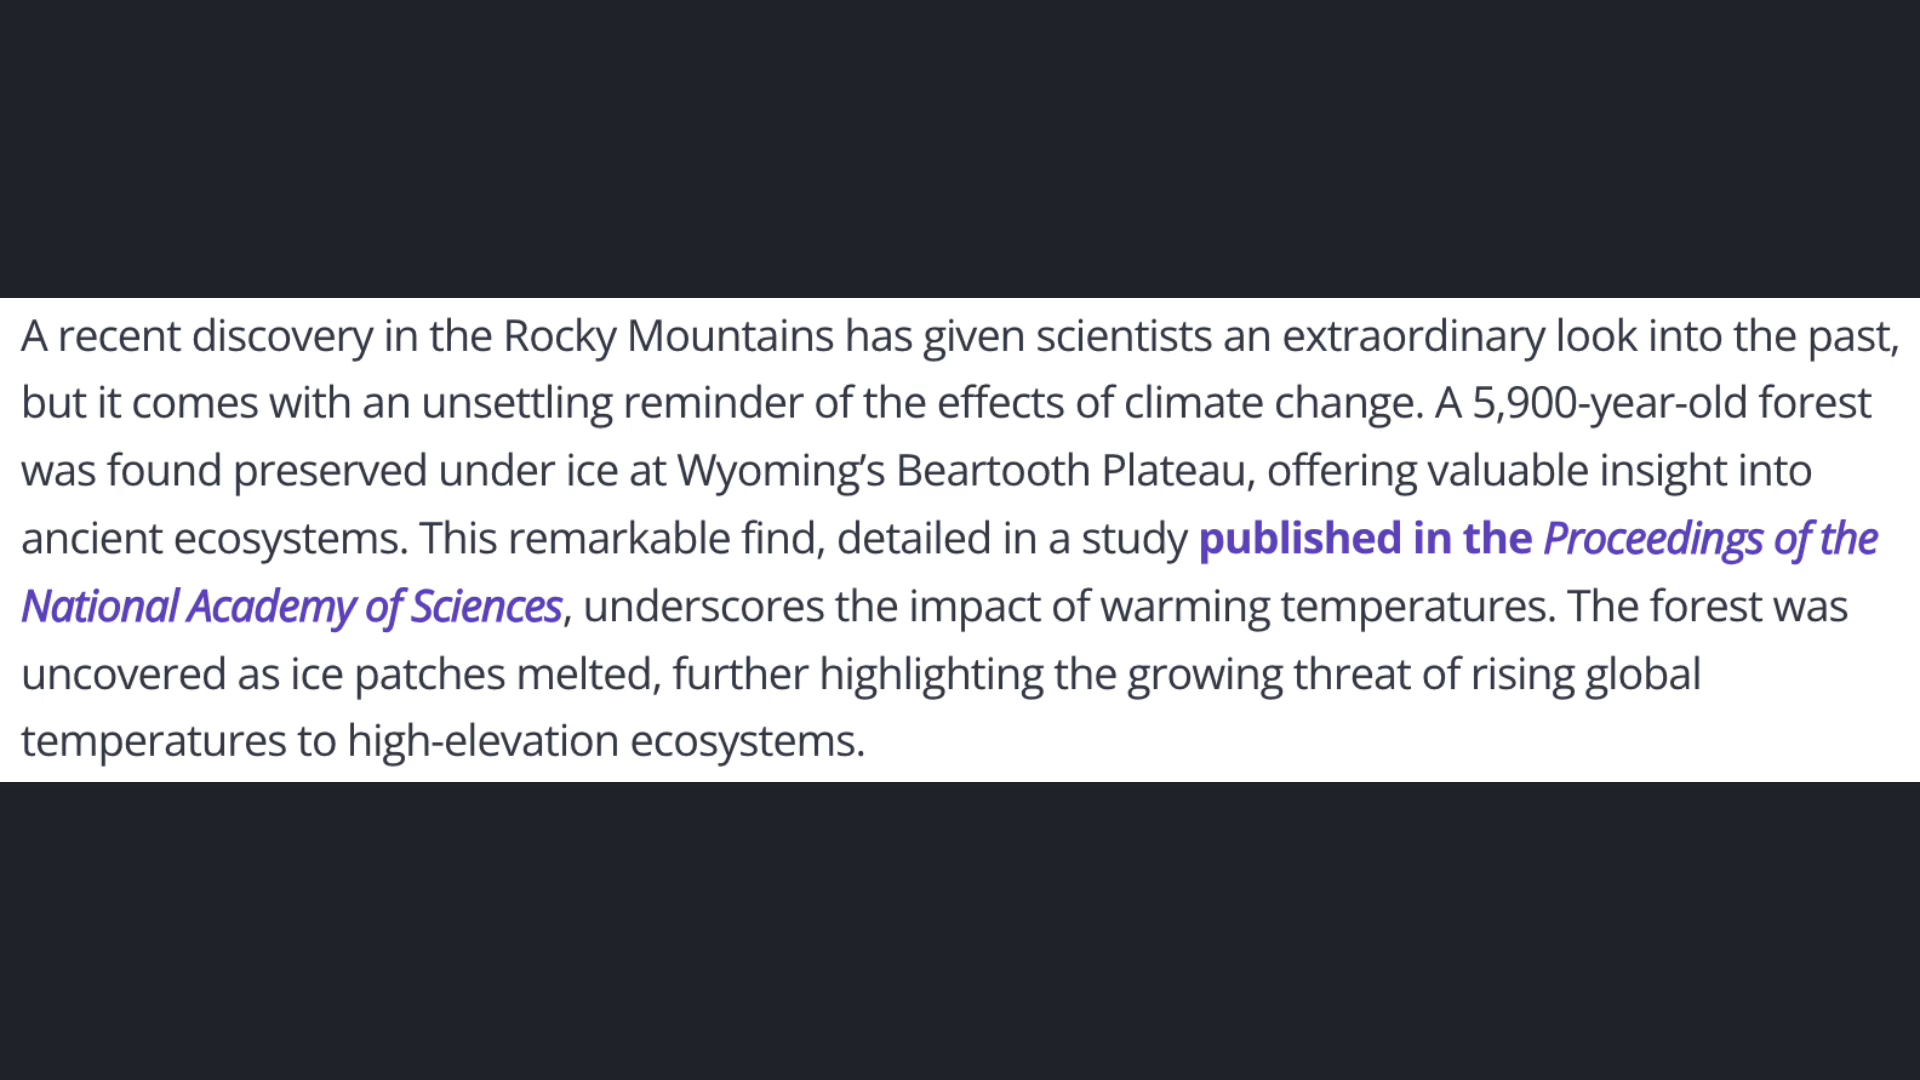 A recent discovery in the Rocky Mountains has given scientists an extraordinary look into the past,
but it comes with an unsettling reminder of the effects of climate change. A 5,900-year-old forest
was found preserved under ice at Wyoming’s Beartooth Plateau, offering valuable insight into
ancient ecosystems. This remarkable find, detailed in a study published in the Proceedings of the
National Academy of Sciences, underscores the impact of warming temperatures. The forest was
uncovered as ice patches melted, further highlighting the growing threat of rising global
temperatures to high-elevation ecosystems.